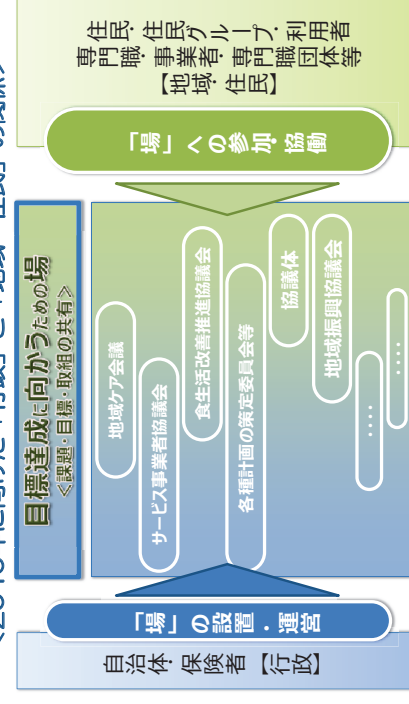 目標達成に向かうための場
<課題・目標・取組の共有>
自治体・保険者【行政】
「場」の設置・運営
地域ケア会議
サービス事業者協議会
食生活改善推進協議会
各種計画の策定委員会等
協議体
地域振興協議会
・・・・
・・・・
「場」への参加・協働
住民・住民グループ・利用者
専門職・事業者・専門職団体等
【地域・住民】